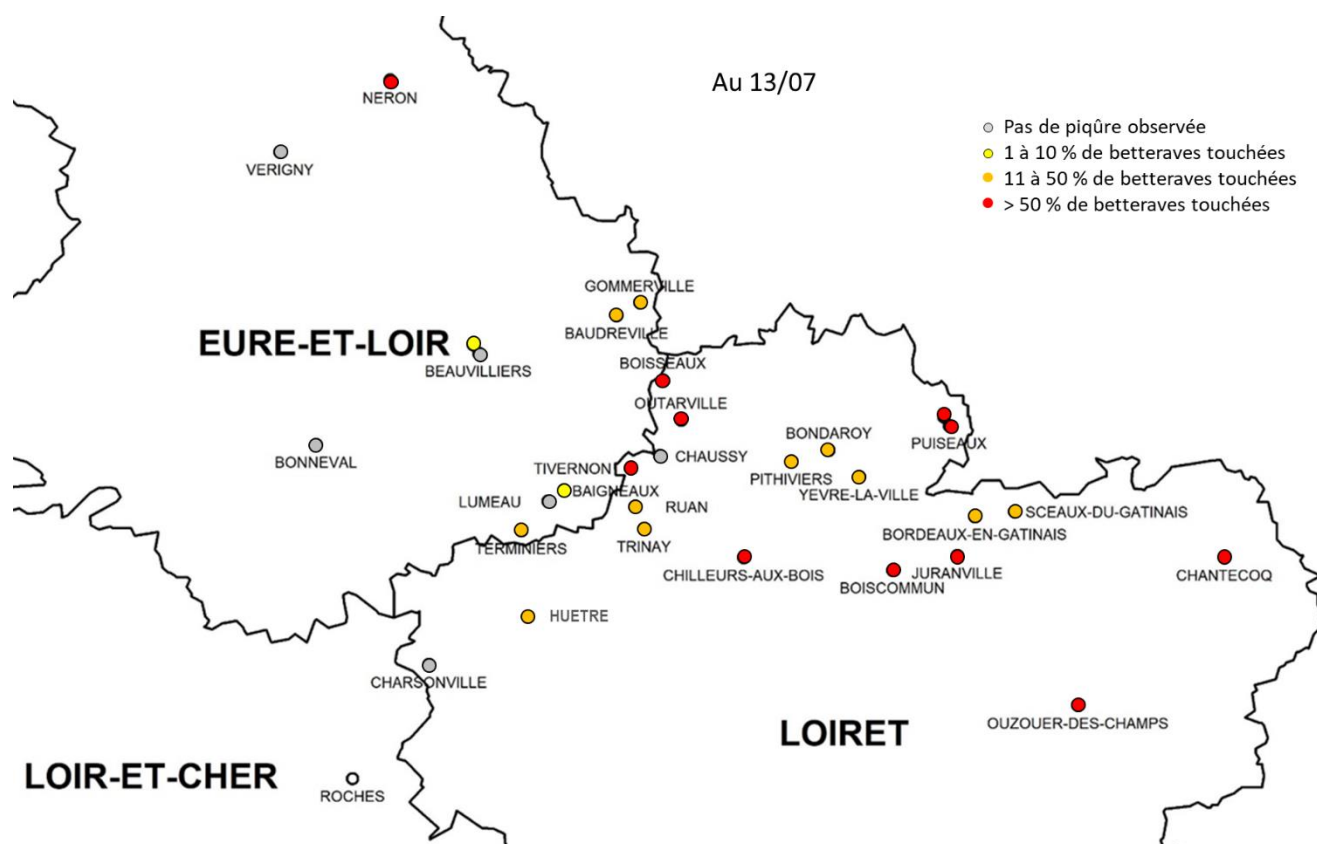 Au 13/07
NERON
Pas de piqûre observée
1 à 10 % de betteraves touchées
11 à 50 % de betteraves touchées
> 50 % de betteraves touchées
VERIGNY
GOMMERVILLE
EURE-ET-LOIR
BAUDREVILLE
BEAUVILLIERS
BOISSEAUX
OUTARVILLE
BONDAROY
PUISEAUX
BONNEVAL
CHAUSSY
TIVERNON
PITHIVIERS
YEVRE-LA-VILLE
BAIGNEAUX
LUMEAU
RUAN
SCEAUX-DU-GATINAIS
BORDEAUX-EN-GATINAIS
TERMINIERS
TRINAY
CHILLEURS-AUX-BOIS
JURANVILLE
CHANTECOQ
BOISCOMMUN
HUETRE
CHARSONVILLE
OUZOUER-DES-CHAMPS
LOIRET
LOIR-ET-CHER
ROCHES